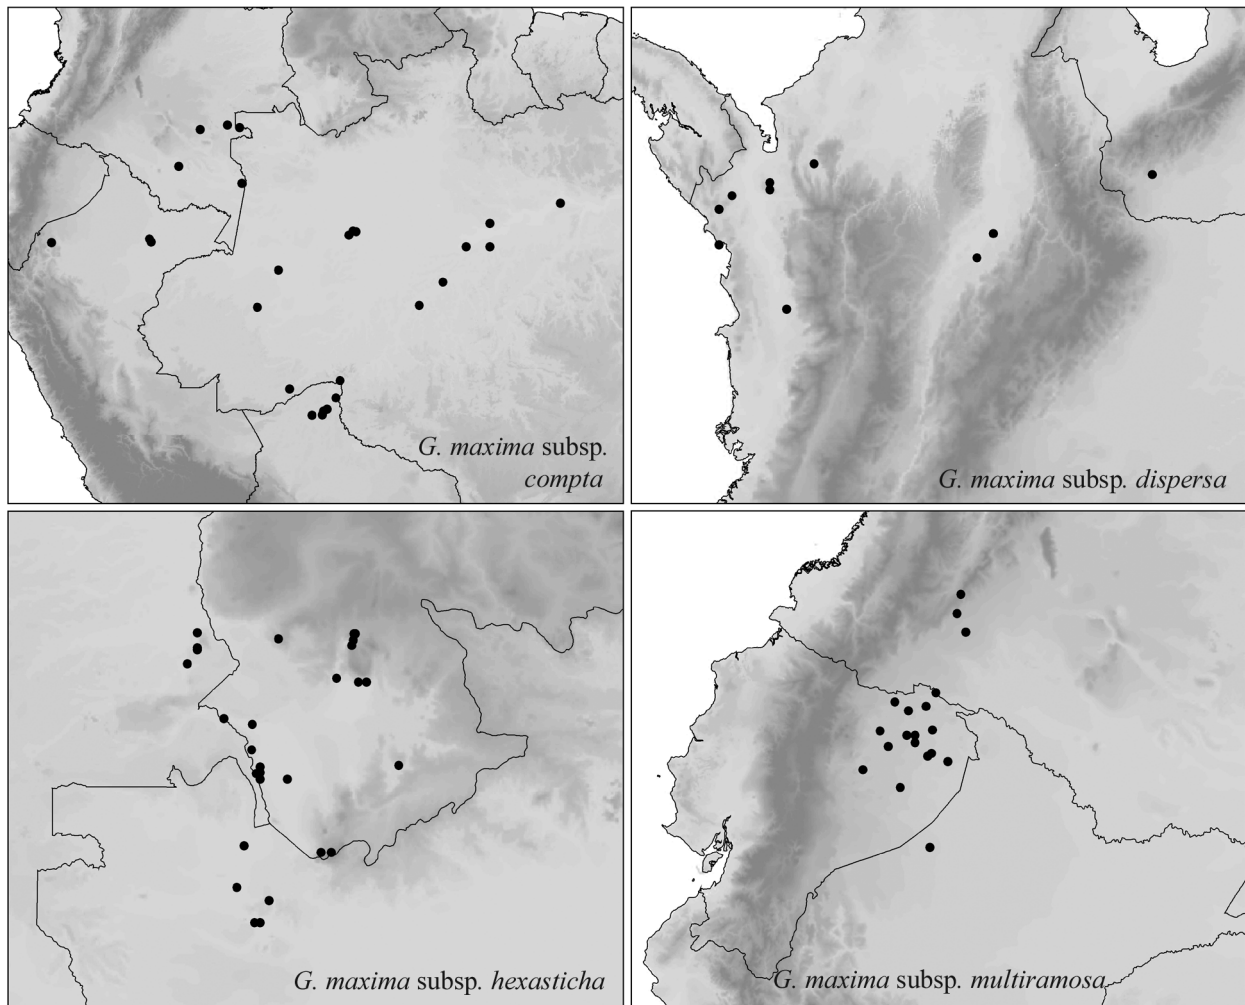 G. maxima subsp.
compta
G. maxima subsp. dispersa
G. maxima subsp. hexasticha
G. maxima subsp. multiramosa